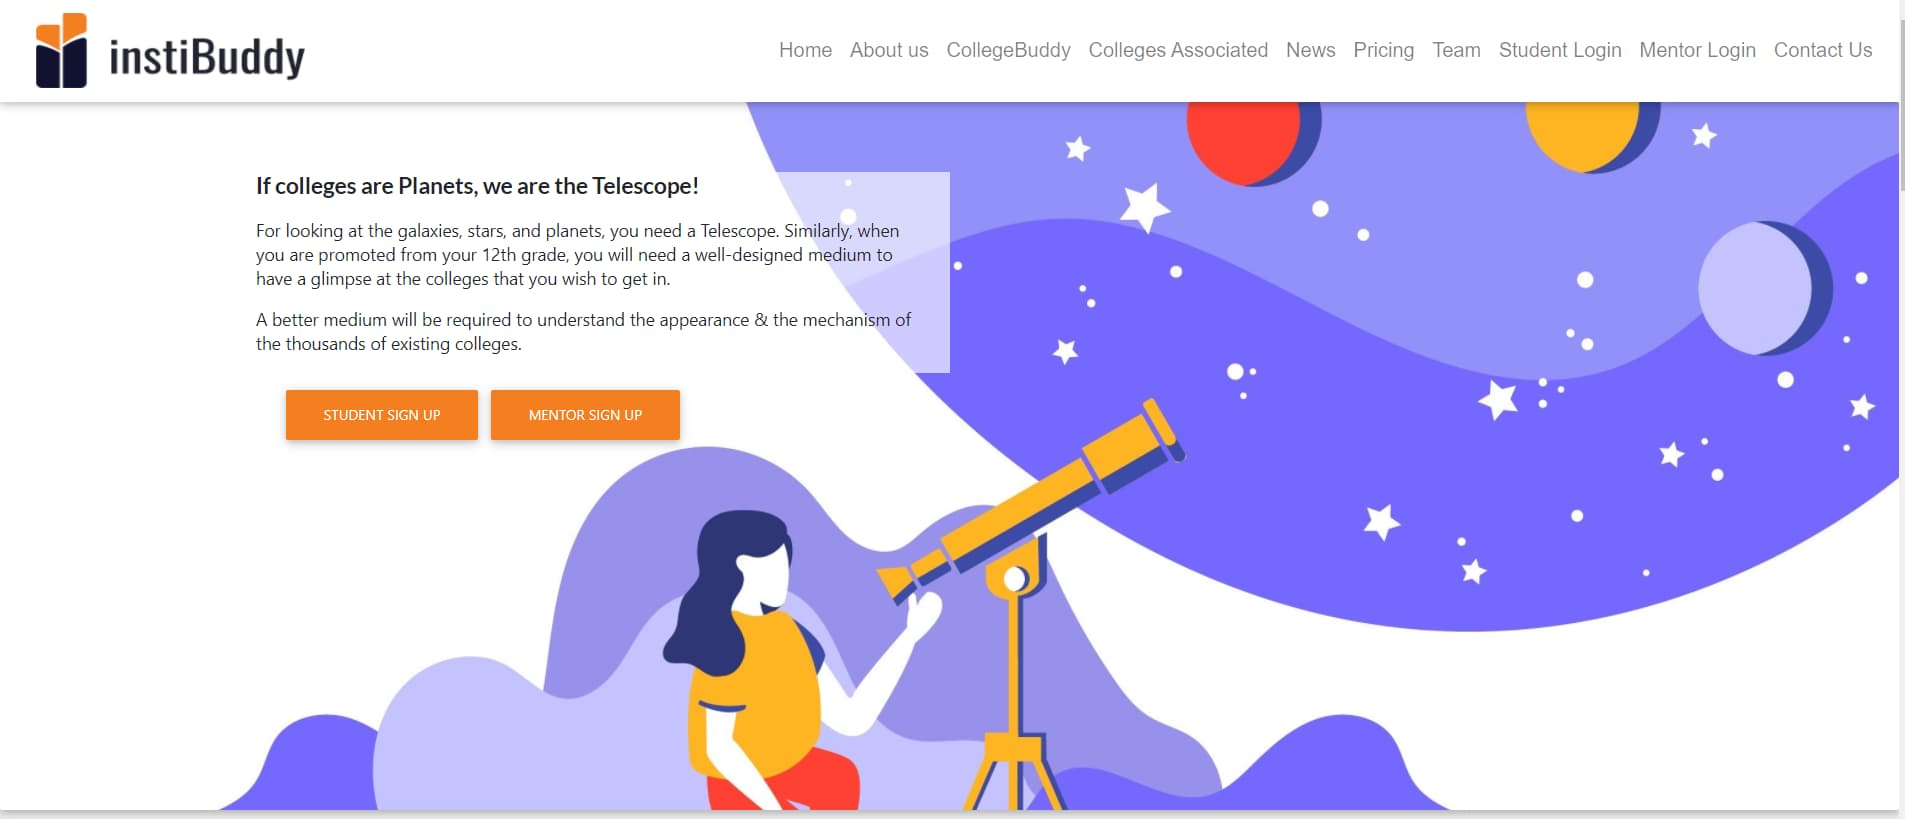 instiBuddy
Home About us CollegeBuddy Colleges Associated News Pricing Team Student Login Mentor Login Contact Us
If colleges are Planets, we are the Telescope!
For looking at the galaxies, stars, and planets, you need a Telescope. Similarly, when
you are promoted from your 12th grade, you will need a well-designed medium to
have a glimpse at the colleges that you wish to get in.
A better medium will be required to understand the appearance & the mechanism of
the thousands of existing colleges.
STUDENT SIGN UP MENTOR SIGN UP